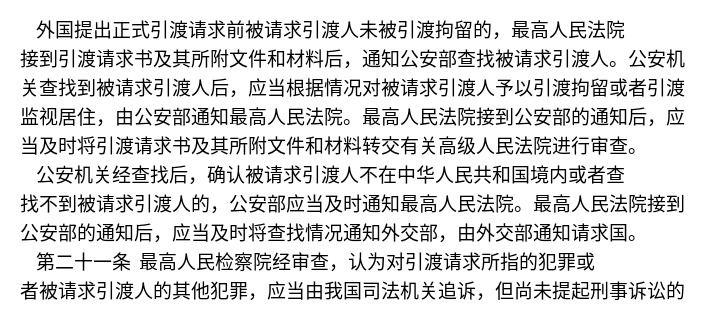 外国提出正式引渡请求前被请求引渡人未被引渡拘留的，最高人民法院
接到引渡请求书及其所附文件和材料后，通知公安部查找被请求引渡人。公安机
关查找到被请求引渡人后，应当根据情况对被请求引渡人予以引渡拘留或者引渡
监视居住，由公安部通知最高人民法院。最高人民法院接到公安部的通知后，应
当及时将引渡请求书及其所附文件和材料转交有关高级人民法院进行审查。
公安机关经查找后，确认被请求引渡人不在中华人民共和国境内或者查
找不到被请求引渡人的，公安部应当及时通知最高人民法院。最高人民法院接到
公安部的通知后，应当及时将查找情况通知外交部，由外交部通知请求国。
第二十一条 最高人民检察院经审查，认为对引渡请求所指的犯罪或
者被请求引渡人的其他犯罪，应当由我国司法机关追诉，但尚未提起刑事诉讼的